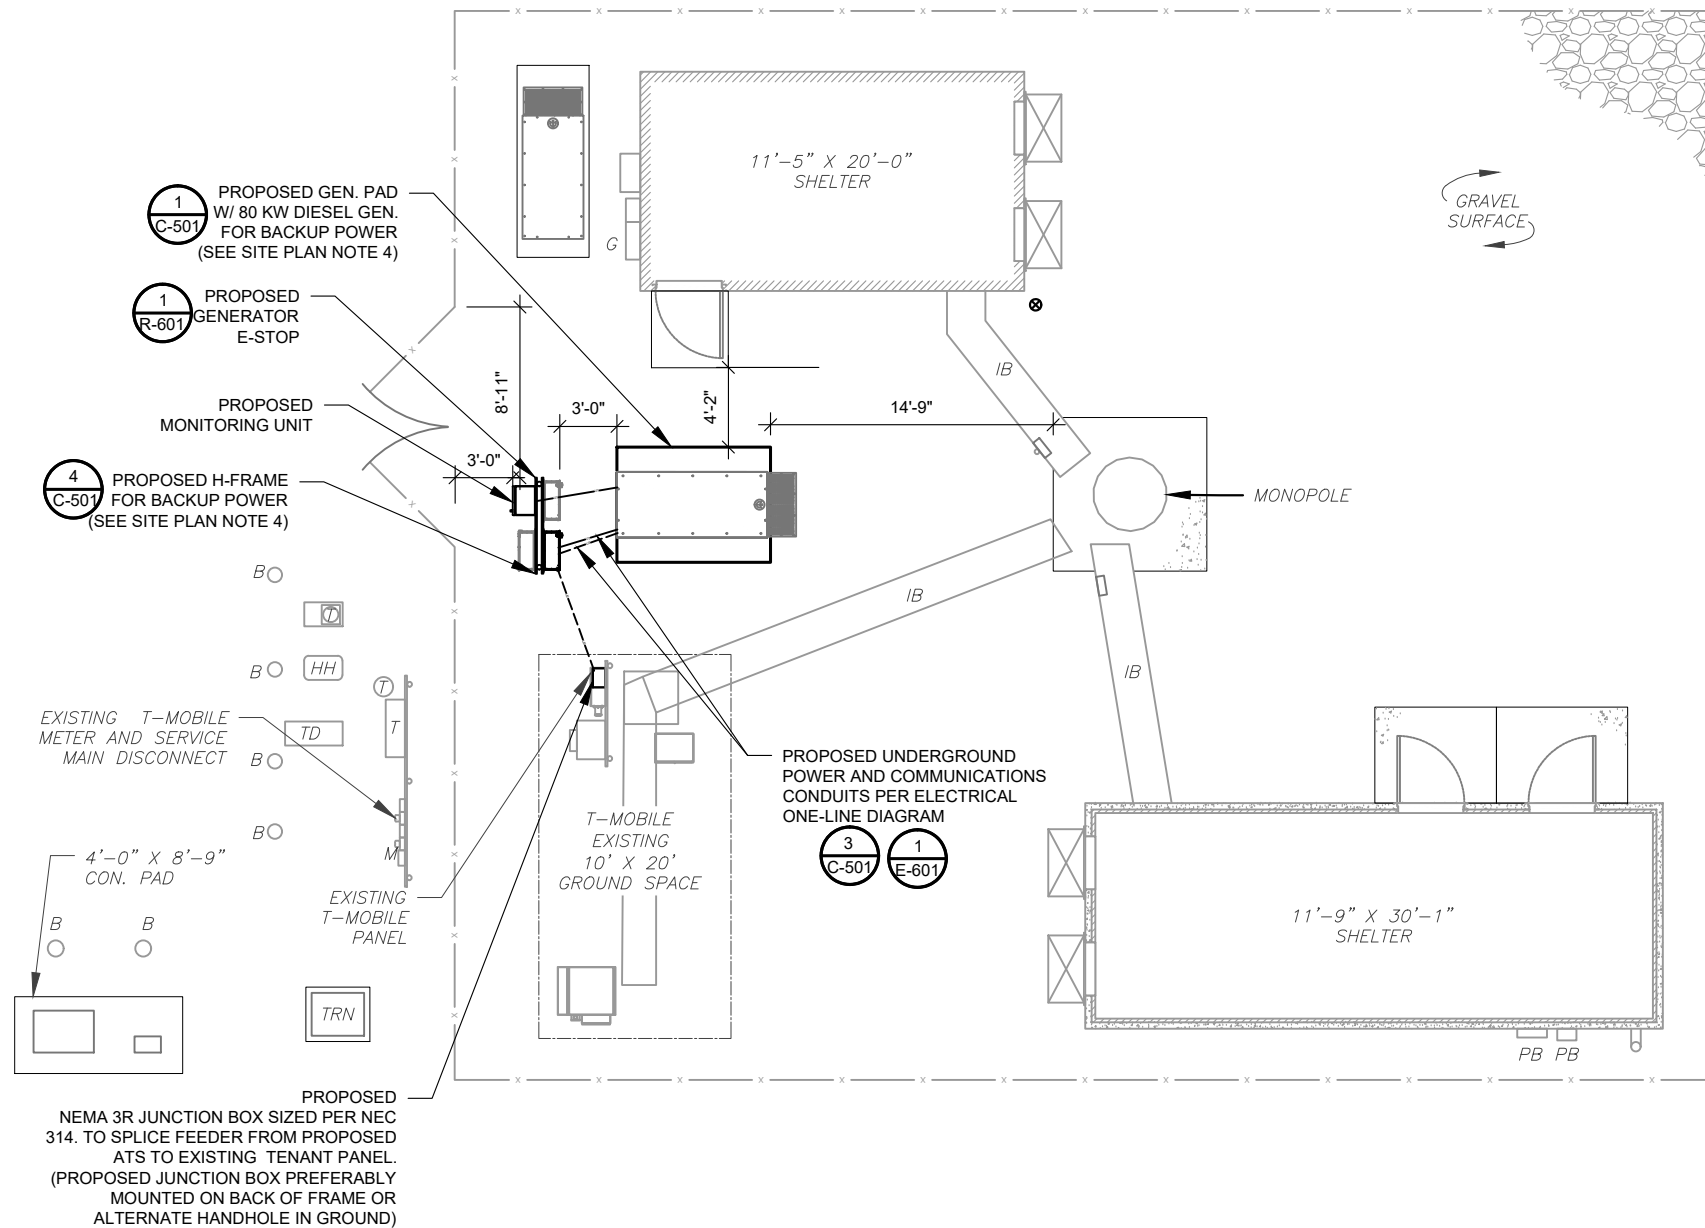 11'-5" X 20'-0"
SHELTER
GRAVEL
SURFACE
1
C-501
PROPOSED GEN. PAD
W/ 80 KW DIESEL GEN.
FOR BACKUP POWER
(SEE SITE PLAN NOTE 4)
G
1
R-601
PROPOSED
GENERATOR
E-STOP
IB
8'-11"
3'-0"
4'-2"
14'-9"
PROPOSED
MONITORING UNIT
3'-0"
4
C-501
PROPOSED H-FRAME
FOR BACKUP POWER
(SEE SITE PLAN NOTE 4)
MONOPOLE
B
T
IB
B
HH
IB
T
EXISTING T-MOBILE
METER AND SERVICE
MAIN DISCONNECT
TD
T
B
PROPOSED UNDERGROUND
POWER AND COMMUNICATIONS
CONDUITS PER ELECTRICAL
ONE-LINE DIAGRAM
3
C-501
1
E-601
T-MOBILE
EXISTING
10' X 20'
GROUND SPACE
B
M
4'-0" X 8'-9"
CON. PAD
EXISTING
T-MOBILE
PANEL
B
B
11'-9" X 30'-1"
SHELTER
TRN
PB
PB
PROPOSED
NEMA 3R JUNCTION BOX SIZED PER NEC
314. TO SPLICE FEEDER FROM PROPOSED
ATS TO EXISTING TENANT PANEL.
(PROPOSED JUNCTION BOX PREFERABLY
MOUNTED ON BACK OF FRAME OR
ALTERNATE HANDHOLE IN GROUND)